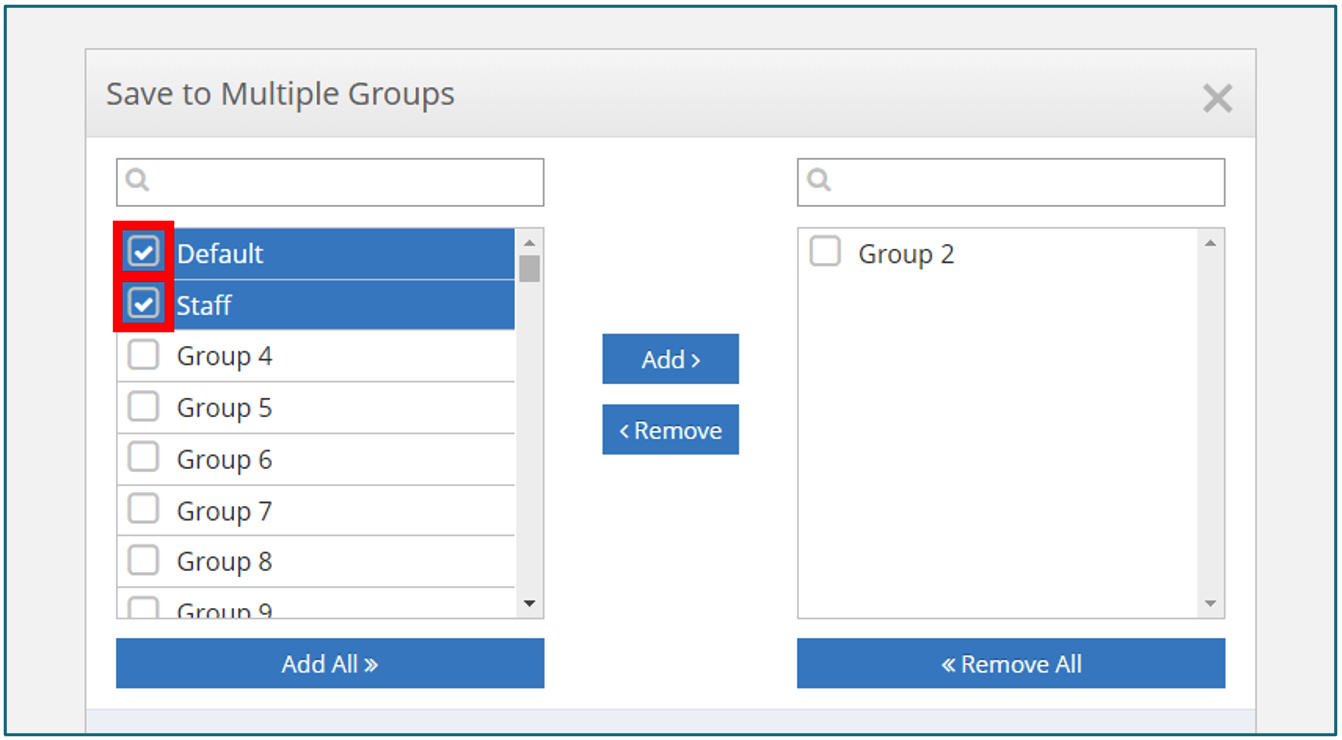 Save to Multiple Groups
Default
Staff
Group 4
Group 5
Group 6
Group 7
Group 8
Group 9
Add All »
Add >
< Remove
Group 2
« Remove All